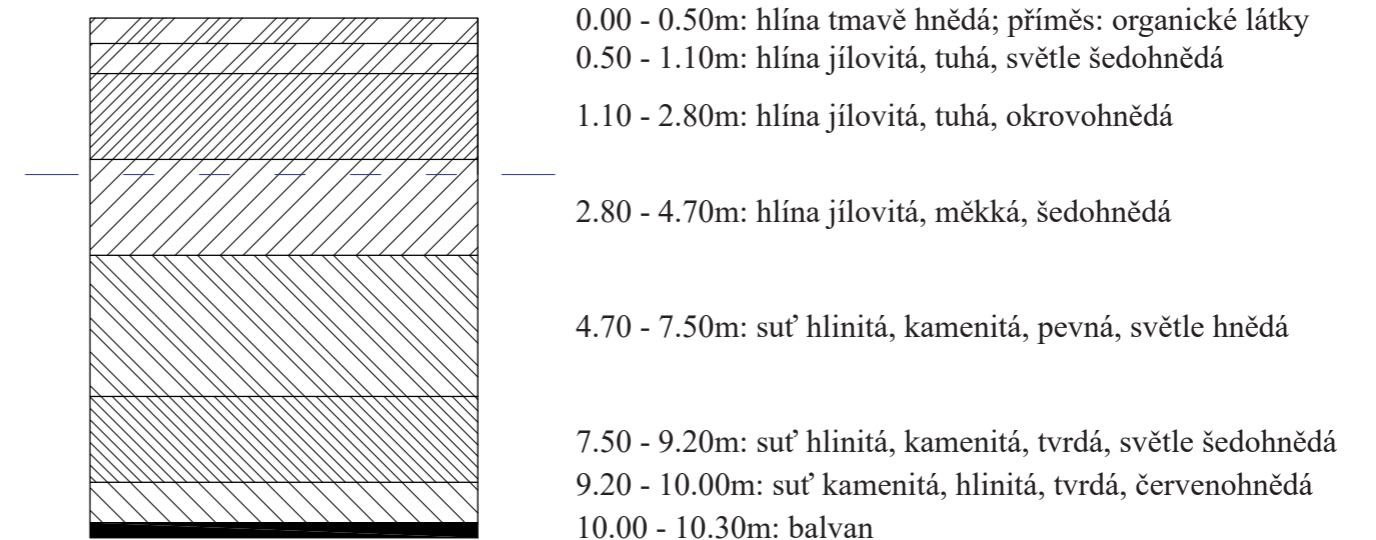 0.00 - 0.50m: hlína tmavě hnědá; příměs: organické látky
0.50 - 1.10m: hlína jílovitá, tuhá, světle šedohnědá
1.10 - 2.80m: hlína jílovitá, tuhá, okrovohnědá
2.80 - 4.70m: hlína jílovitá, měkká, šedohnědá
4.70 - 7.50m: suť hlinitá, kamenitá, pevná, světle hnědá
7.50 - 9.20m: suť hlinitá, kamenitá, tvrdá, světle šedohnědá
9.20 - 10.00m: suť kamenitá, hlinitá, tvrdá, červenohnědá
10.00 - 10.30m: balvan